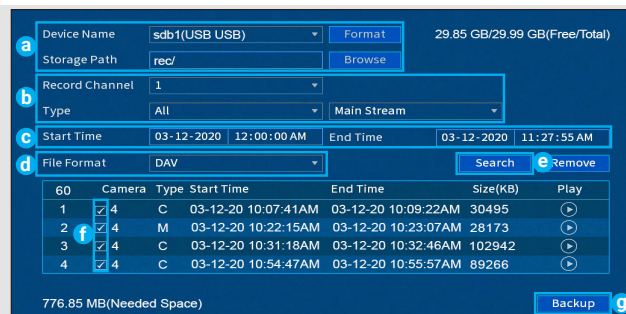 Device Name sdb1(USB USB) Format 29.85 GB/29.99 GB(Free/Total)
a
Storage Path rec/ Browse
Record Channel 1
b
Type All Main Stream
c Start Time 03-12-2020 12:00:00 AM End Time 03-12-2020 11:27:55 AM
d File Format DAV Search e Remove
60 Camera Type Start Time End Time Size(KB) Play
1 4 C 03-12-20 10:07:41AM 03-12-20 10:09:22AM 30495
2 4 M 03-12-20 10:22:15AM 03-12-20 10:23:07AM 28173
f
3 4 C 03-12-20 10:31:18AM 03-12-20 10:32:46AM 102942
4 4 C 03-12-20 10:54:47AM 03-12-20 10:55:57AM 89266
776.85 MB(Needed Space) Backup g